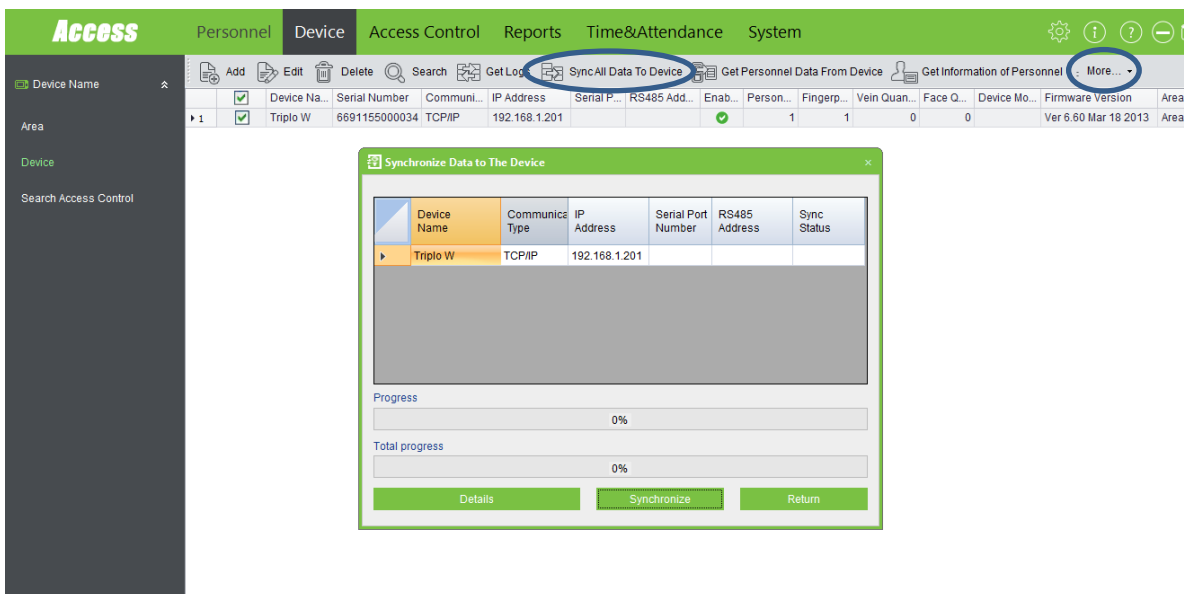 Access Personnel Device Access Control Reports Time&Attendance System
Device Name
Area
Device
Search Access Control
Add Edit Delete Search Get Logs Sync All Data To Device Get Personnel Data From Device Get Information of Personnel More...
Device Na... Serial Number Communi... IP Address Serial P... RS485 Add... Enab... Person... Fingerp... Vein Quan... Face Q... Device Mo... Firmware Version Area
1 Triplo W 6691155000034 TCP/IP 192.168.1.201 1 1 0 0 Ver 6.60 Mar 18 2013 Area
Synchronize Data to The Device
Device Name Communica Type IP Address Serial Port Number RS485 Address Sync Status
Triplo W TCP/IP 192.168.1.201
Progress
0%
Total progress
0%
Details Synchronize Return